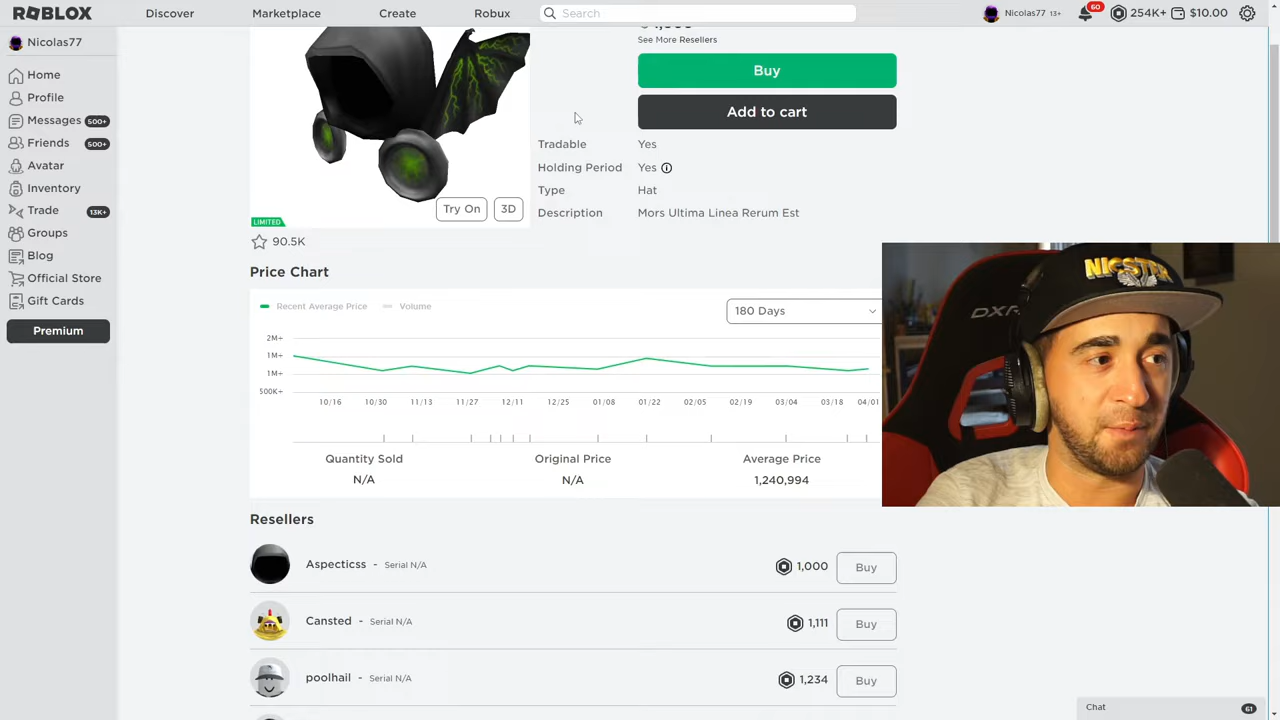 ROBLOX
Discover
Marketplace
Create
Robux
Search
Nicolas77 13+
60
254K+
$10.00
Nicolas77
Home
Profile
Messages 500+
Friends 500+
Avatar
Inventory
Trade 13K+
Groups
Blog
Official Store
Gift Cards
Premium
See More Resellers
Buy
Add to cart
Tradable Yes
Holding Period Yes
Type Hat
Description Mors Ultima Linea Rerum Est
Try On
3D
LIMITED
90.5K
Price Chart
Recent Average Price
Volume
180 Days
2M+
1M+
1M+
500K+
10/16 10/30 11/13 11/27 12/11 12/25 01/08 01/22 02/05 02/19 03/04 03/18 04/01
Quantity Sold Original Price Average Price
N/A N/A 1,240,994
Resellers
Aspecticss - Serial N/A 1,000 Buy
Cansted - Serial N/A 1,111 Buy
poolhail - Serial N/A 1,234 Buy
NICSTER
DXR
Chat 61